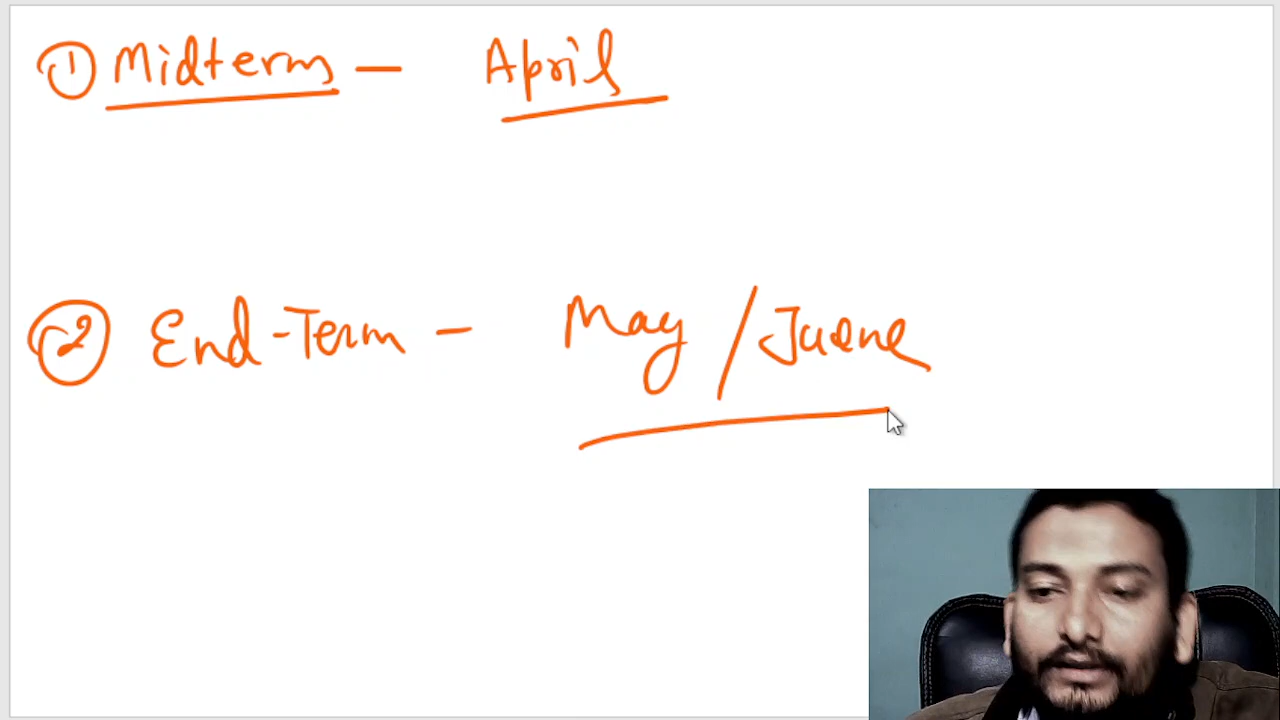 ① Midterm — April
② End-Term — May / Juene